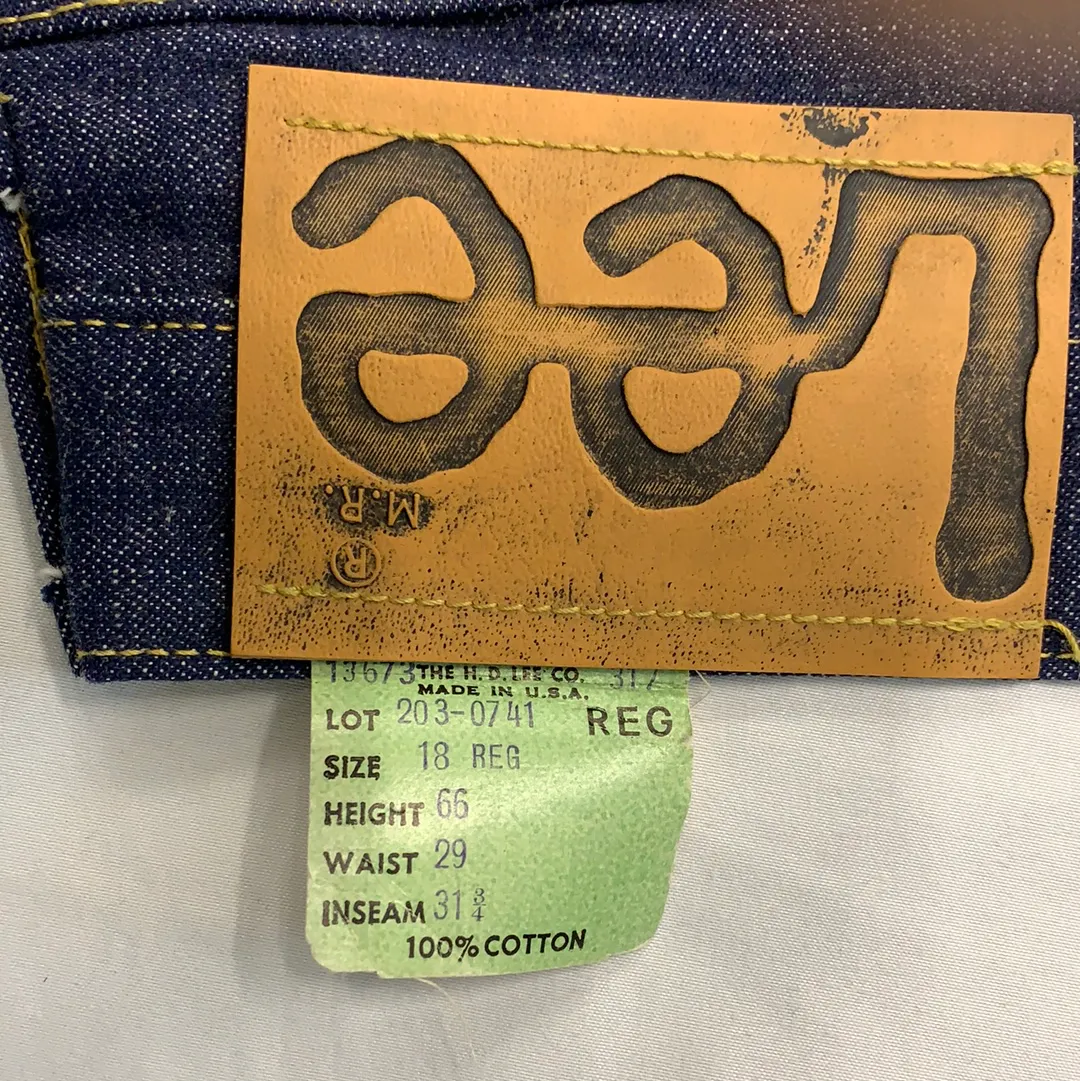 Lee
M.R.
®
13673 THE H. D. LEE CO. 312
MADE IN U.S.A.
LOT 203-0741 REG
SIZE 18 REG
HEIGHT 66
WAIST 29
INSEAM 31 3/4
100% COTTON